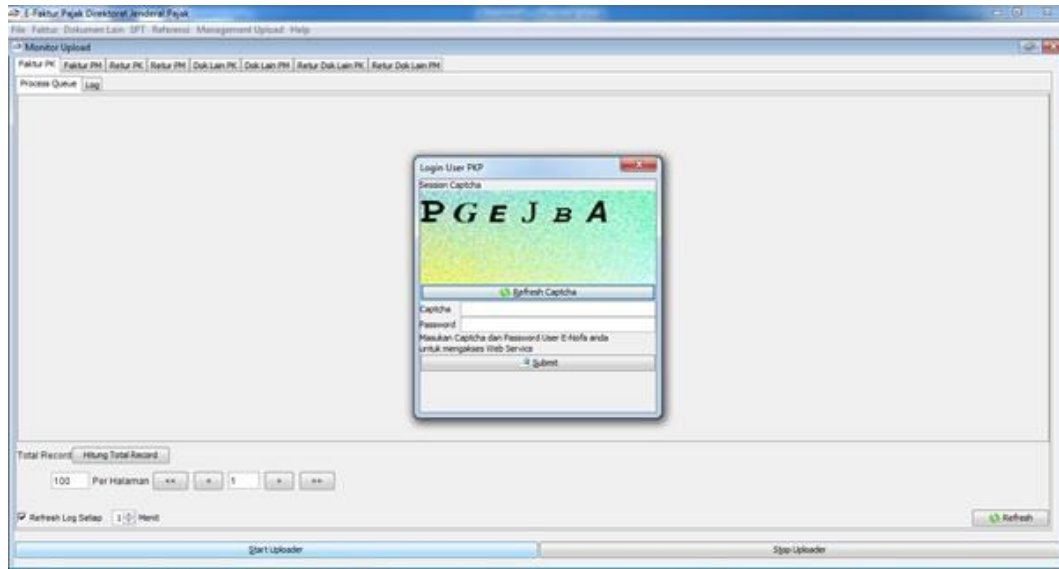 E-Faktur Pajak Direktorat Jenderal Pajak
File Faktur Dokumen Lain SPT Referensi Management Upload Help
Monitor Upload
Faktur PK Faktur PM Retur PK Retur PM Dok Lain PK Dok Lain PM Retur Dok Lain PK Retur Dok Lain PM
Process Queue Log
Login User PKP
Session Captcha
P G E J B A
Refresh Captcha
Captcha
Password
Masukan Captcha dan Password User E-Nofa anda
untuk mengakses Web Service
Submit
Total Record Hitung Total Record
100 Per Halaman << < 1 > >>
Refresh Log Setiap 1 Menit
Refresh
Start Uploader Stop Uploader